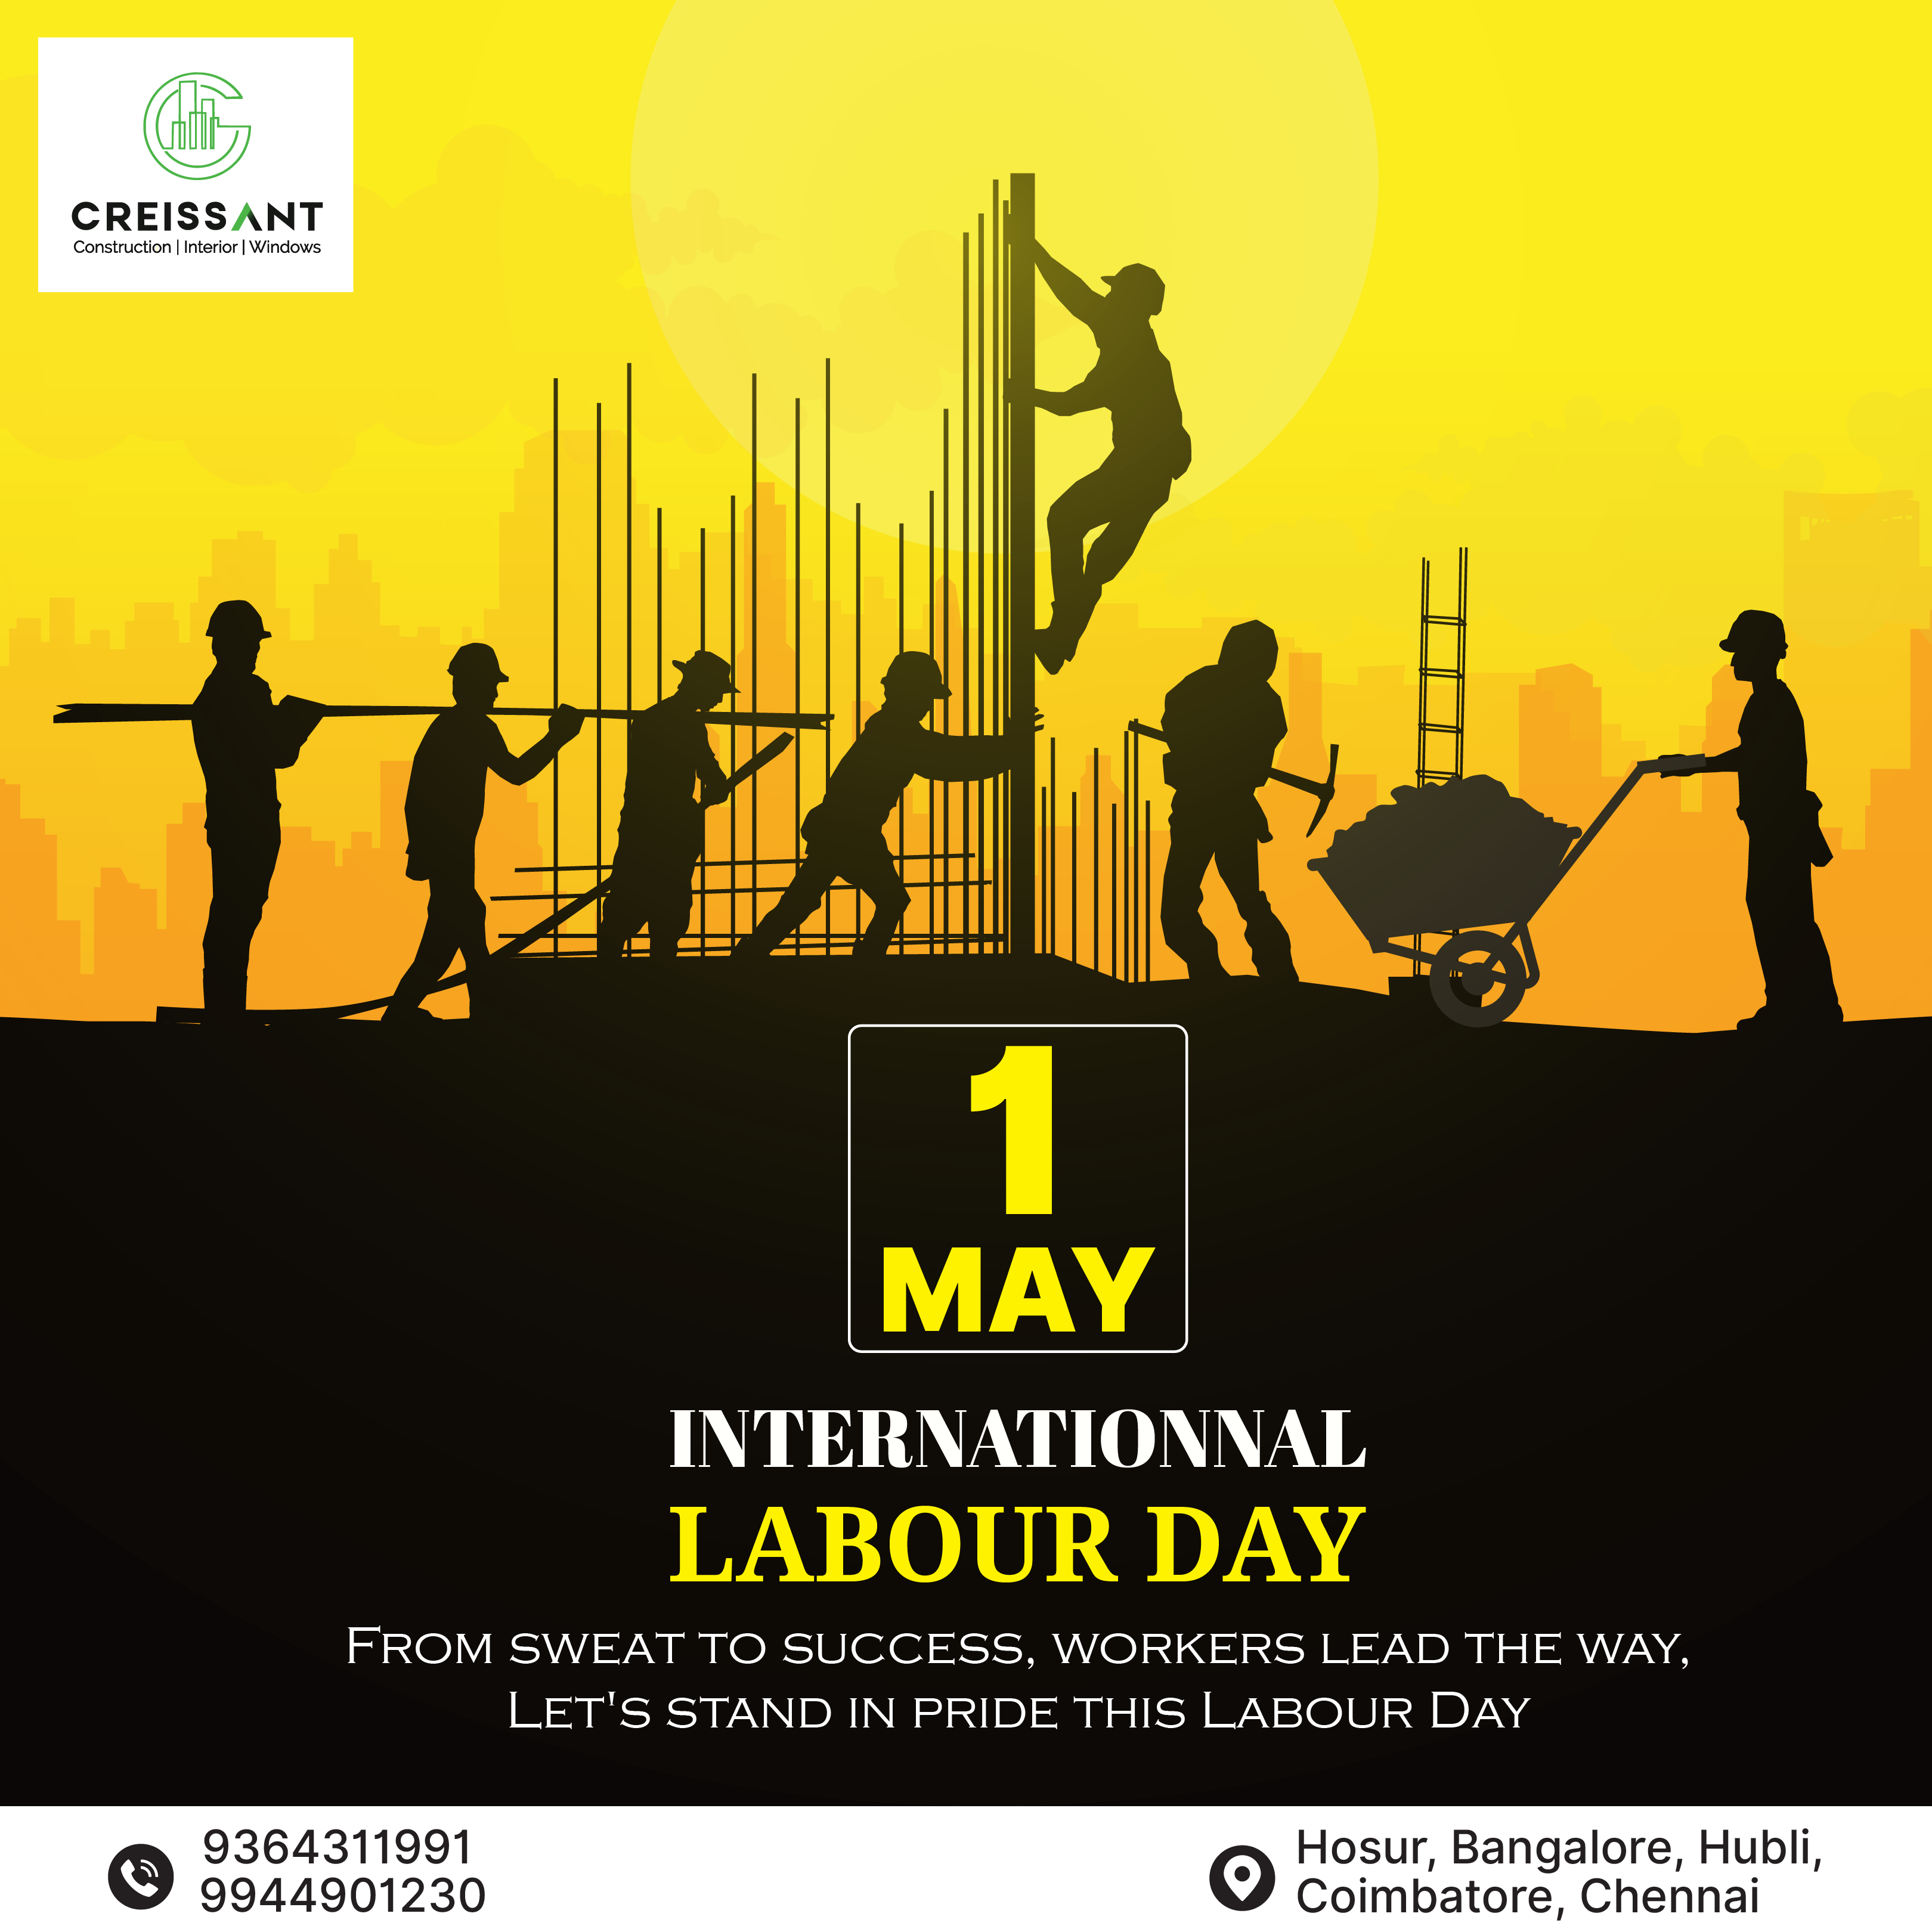 CREISSANT
Construction | Interior | Windows
1
MAY
INTERNATIONNAL
LABOUR DAY
From sweat to success, workers lead the way,
Let's stand in pride this Labour Day
9364311991
9944901230
Hosur, Bangalore, Hubli,
Coimbatore, Chennai